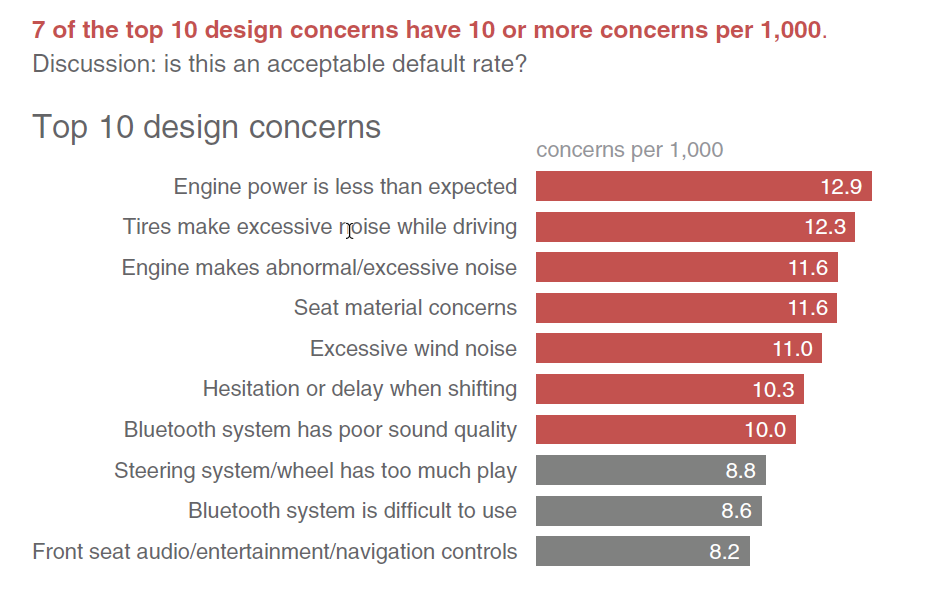 7 of the top 10 design concerns have 10 or more concerns per 1,000.
Discussion: is this an acceptable default rate?
Top 10 design concerns
concerns per 1,000
Engine power is less than expected 12.9
Tires make excessive noise while driving 12.3
Engine makes abnormal/excessive noise 11.6
Seat material concerns 11.6
Excessive wind noise 11.0
Hesitation or delay when shifting 10.3
Bluetooth system has poor sound quality 10.0
Steering system/wheel has too much play 8.8
Bluetooth system is difficult to use 8.6
Front seat audio/entertainment/navigation controls 8.2